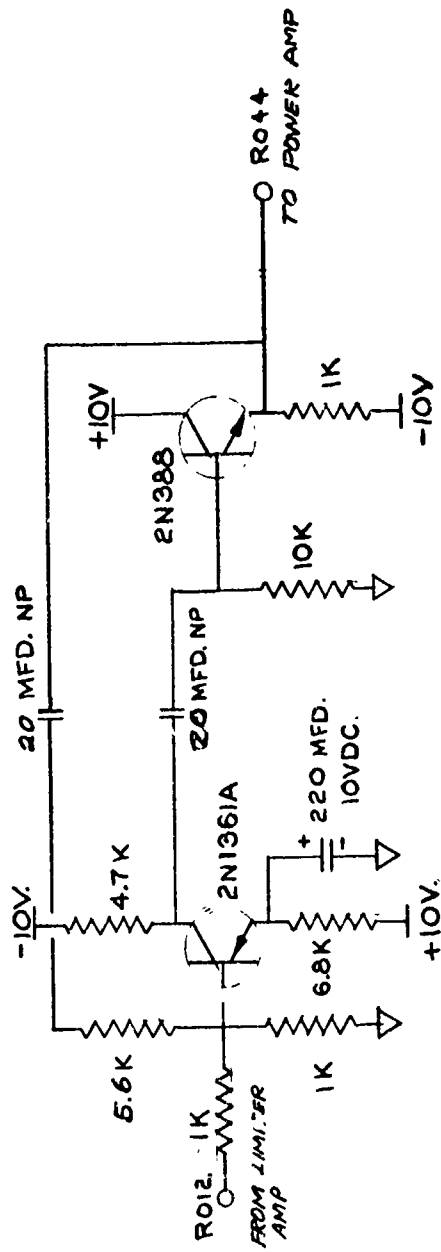 20 MFD. NP
-10V.
+10V
5.6K
4.7K
20 MFD. NP
2N388
R012.
1K
2N1361A
R044
TO POWER AMP
FROM LIMITER
AMP
1K
6.8K
+
-
220 MFD.
10VDC.
10K
1K
+10V.
-10V